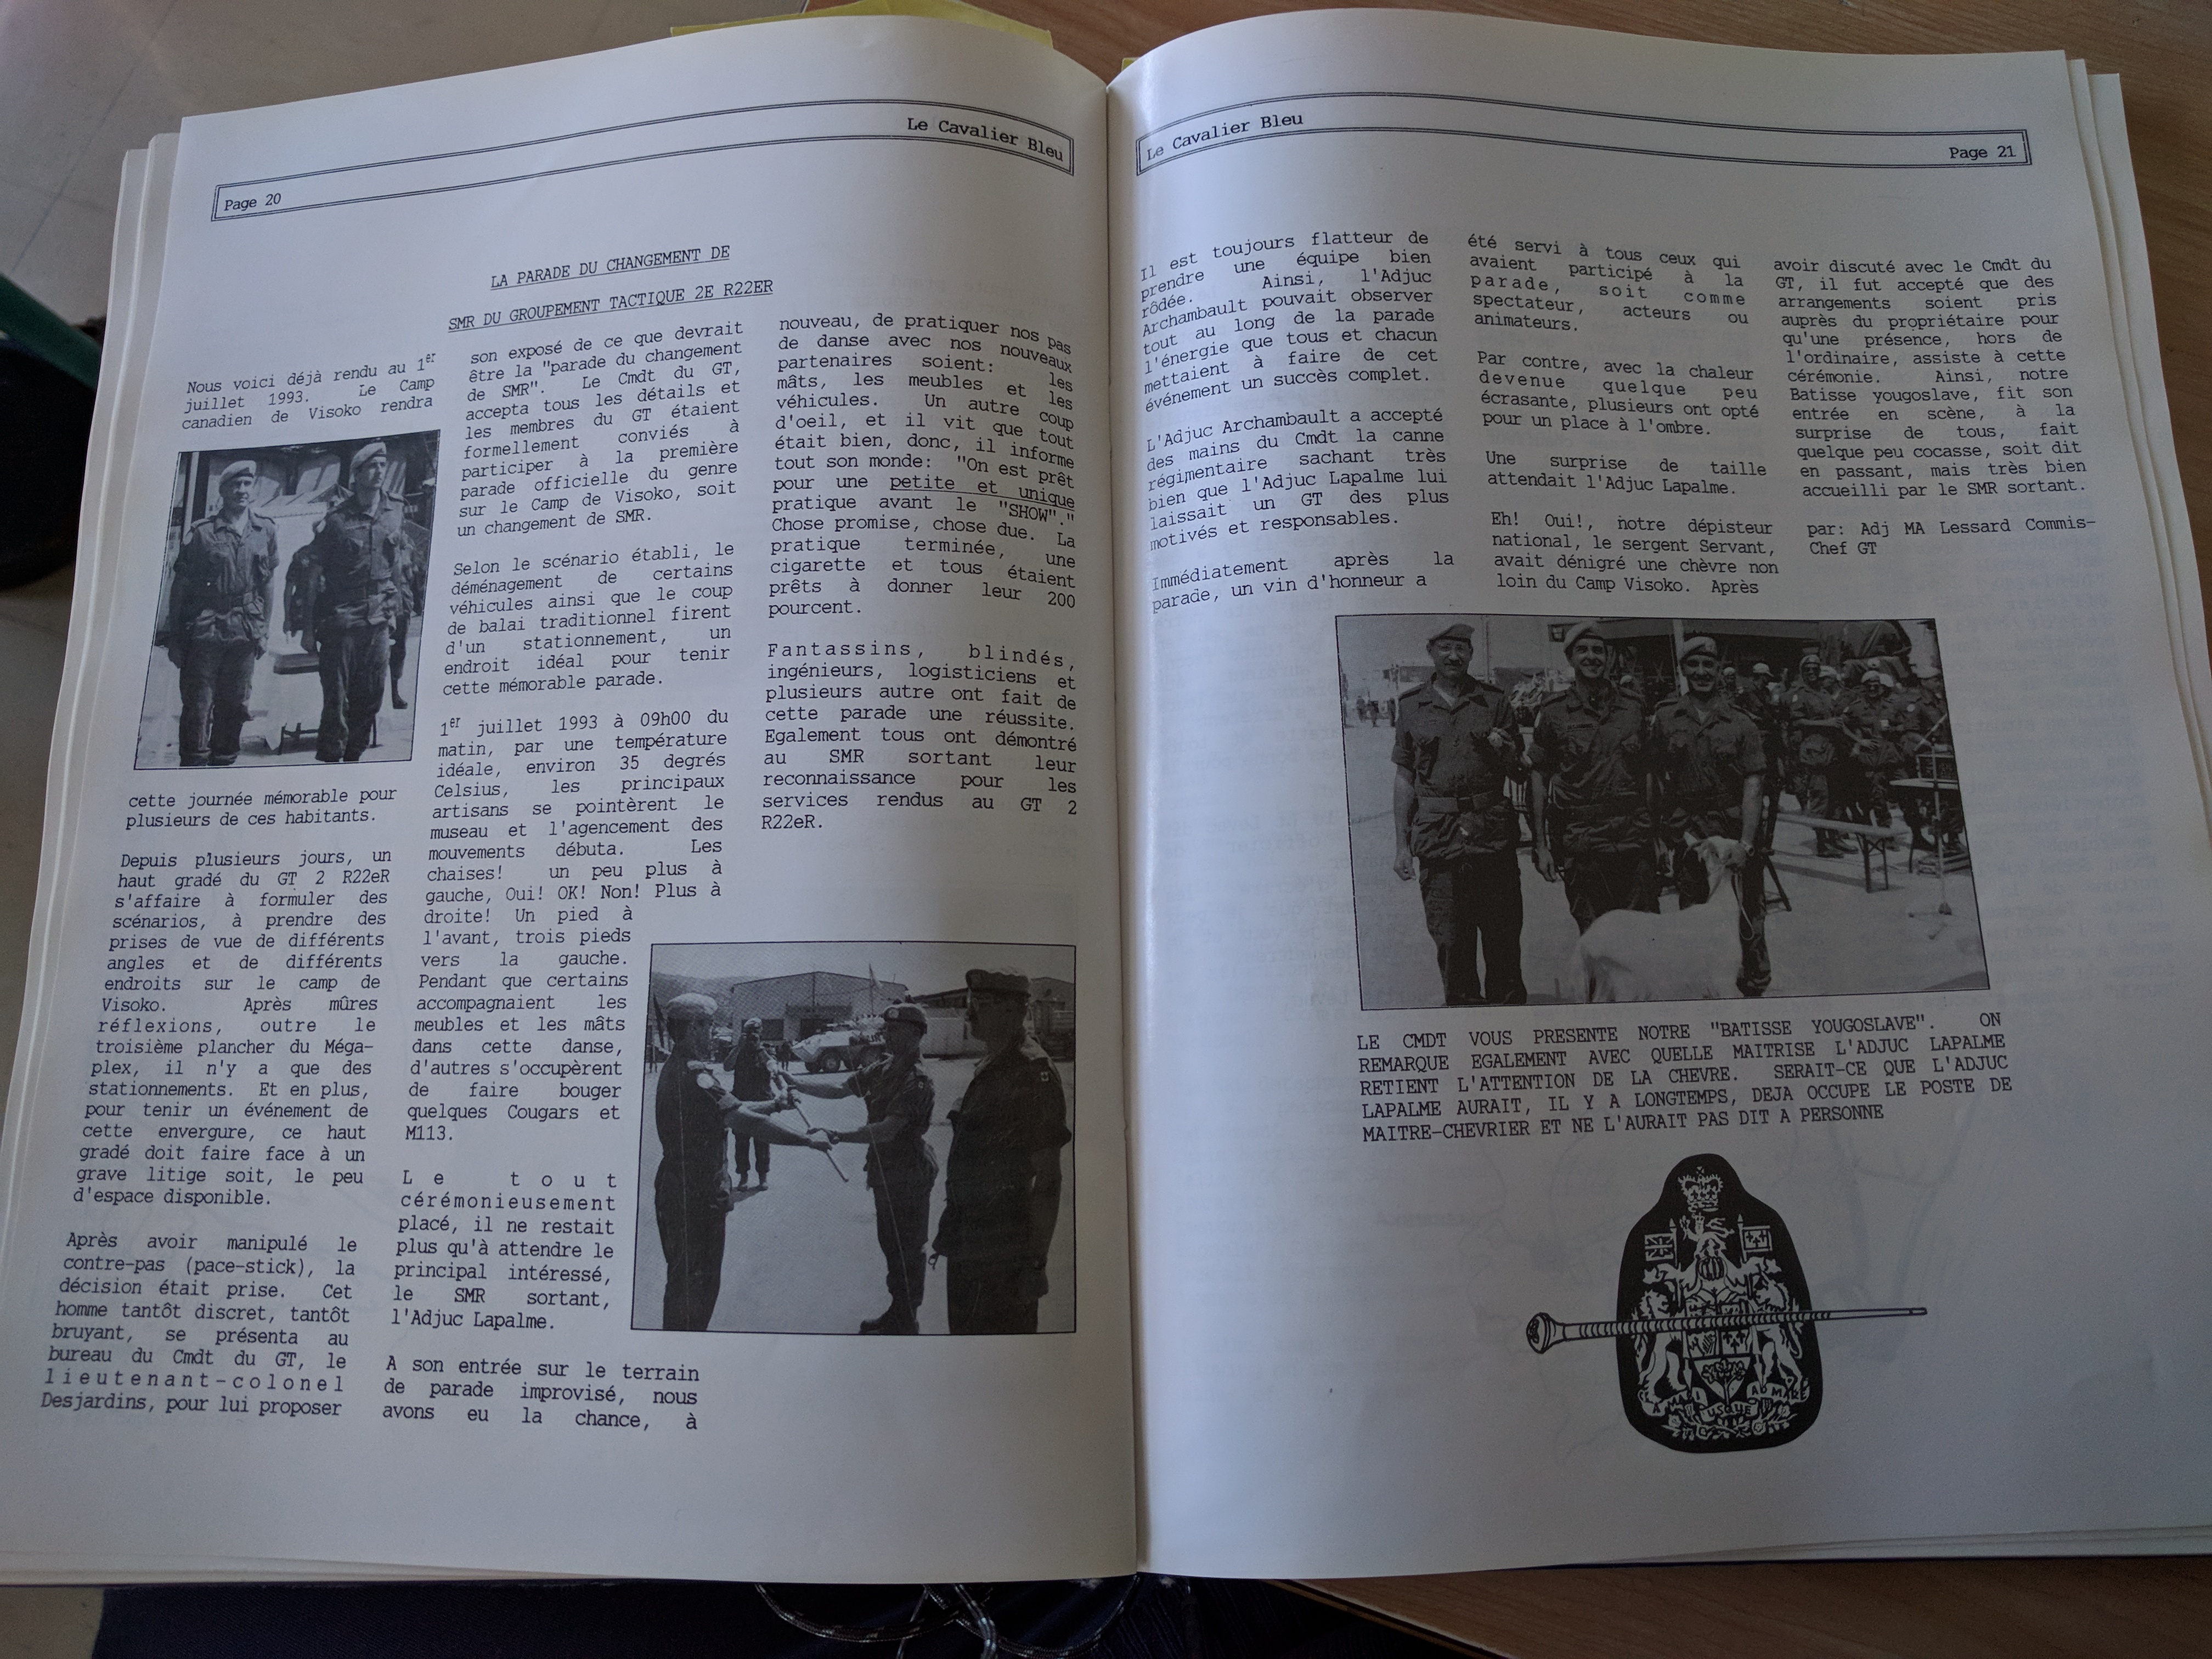 Page 20
Le Cavalier Bleu
LA PARADE DU CHANGEMENT DE
SMR DU GROUPEMENT TACTIQUE 2E R22ER
Nous voici déjà rendu au 1er
juillet 1993. Le Camp
canadien de Visoko rendra
cette journée mémorable pour
plusieurs de ces habitants.
Depuis plusieurs jours, un
haut gradé du GT 2 R22eR
s'affaire à formuler des
scénarios, à prendre des
prises de vue de différents
angles et de différents
endroits sur le camp de
Visoko. Après mûres
réflexions, outre le
troisième plancher du Méga-
plex, il n'y a que des
stationnements. Et en plus,
pour tenir un événement de
cette envergure, ce haut
gradé doit faire face à un
grave litige soit, le peu
d'espace disponible.
Après avoir manipulé le
contre-pas (pace-stick), la
décision était prise. Cet
homme tantôt discret, tantôt
bruyant, se présenta au
bureau du Cmdt du GT, le
lieutenant-colonel
Desjardins, pour lui proposer
son exposé de ce que devrait
être la "parade du changement
de SMR". Le Cmdt du GT,
accepta tous les détails et
les membres du GT étaient
formellement conviés à
participer à la première
parade officielle du genre
sur le Camp de Visoko, soit
un changement de SMR.
Selon le scénario établi, le
déménagement de certains
véhicules ainsi que le coup
de balai traditionnel firent
d'un stationnement, un
endroit idéal pour tenir
cette mémorable parade.
1er juillet 1993 à 09h00 du
matin, par une température
idéale, environ 35 degrés
Celsius, les principaux
artisans se pointèrent le
museau et l'agencement des
mouvements débuta. Les
chaises! un peu plus à
gauche, Oui! OK! Non! Plus à
droite! Un pied à
l'avant, trois pieds
vers la gauche.
Pendant que certains
accompagnaient les
meubles et les mâts
dans cette danse,
d'autres s'occupèrent
de faire bouger
quelques Cougars et
M113.
Le tout
cérémonieusement
placé, il ne restait
plus qu'à attendre le
principal intéressé,
le SMR sortant,
l'Adjuc Lapalme.
A son entrée sur le terrain
de parade improvisé, nous
avons eu la chance, à
nouveau, de pratiquer nos pas
de danse avec nos nouveaux
partenaires soient: les
mâts, les meubles et les
véhicules. Un autre coup
d'oeil, et il vit que tout
était bien, donc, il informe
tout son monde: "On est prêt
pour une petite et unique
pratique avant le "SHOW"."
Chose promise, chose due. La
pratique terminée, une
cigarette et tous étaient
prêts à donner leur 200
pourcent.
Fantassins, blindés,
ingénieurs, logisticiens et
plusieurs autre ont fait de
cette parade une réussite.
Egalement tous ont démontré
au SMR sortant leur
reconnaissance pour les
services rendus au GT 2
R22eR.
Le Cavalier Bleu
Page 21
Il est toujours flatteur de
prendre une équipe bien
rôdée. Ainsi, l'Adjuc
Archambault pouvait observer
tout au long de la parade
l'énergie que tous et chacun
mettaient à faire de cet
événement un succès complet.
L'Adjuc Archambault a accepté
des mains du Cmdt la canne
régimentaire sachant très
bien que l'Adjuc Lapalme lui
laissait un GT des plus
motivés et responsables.
Immédiatement après la
parade, un vin d'honneur a
été servi à tous ceux qui
avaient participé à la
parade, soit comme
spectateur, acteurs ou
animateurs.
Par contre, avec la chaleur
devenue quelque peu
écrasante, plusieurs ont opté
pour un place à l'ombre.
Une surprise de taille
attendait l'Adjuc Lapalme.
Eh! Oui!, notre dépisteur
national, le sergent Servant,
avait dénigré une chèvre non
loin du Camp Visoko. Après
avoir discuté avec le Cmdt du
GT, il fut accepté que des
arrangements soient pris
auprès du propriétaire pour
qu'une présence, hors de
l'ordinaire, assiste à cette
cérémonie. Ainsi, notre
Batisse yougoslave, fit son
entrée en scène, à la
surprise de tous, fait
quelque peu cocasse, soit dit
en passant, mais très bien
accueilli par le SMR sortant.
par: Adj MA Lessard Commis-
Chef GT
LE CMDT VOUS PRESENTE NOTRE "BATISSE YOUGOSLAVE". ON
REMARQUE EGALEMENT AVEC QUELLE MAITRISE L'ADJUC LAPALME
RETIENT L'ATTENTION DE LA CHEVRE. SERAIT-CE QUE L'ADJUC
LAPALME AURAIT, IL Y A LONGTEMPS, DEJA OCCUPE LE POSTE DE
MAITRE-CHEVRIER ET NE L'AURAIT PAS DIT A PERSONNE
A MARI USQUE AD MARE